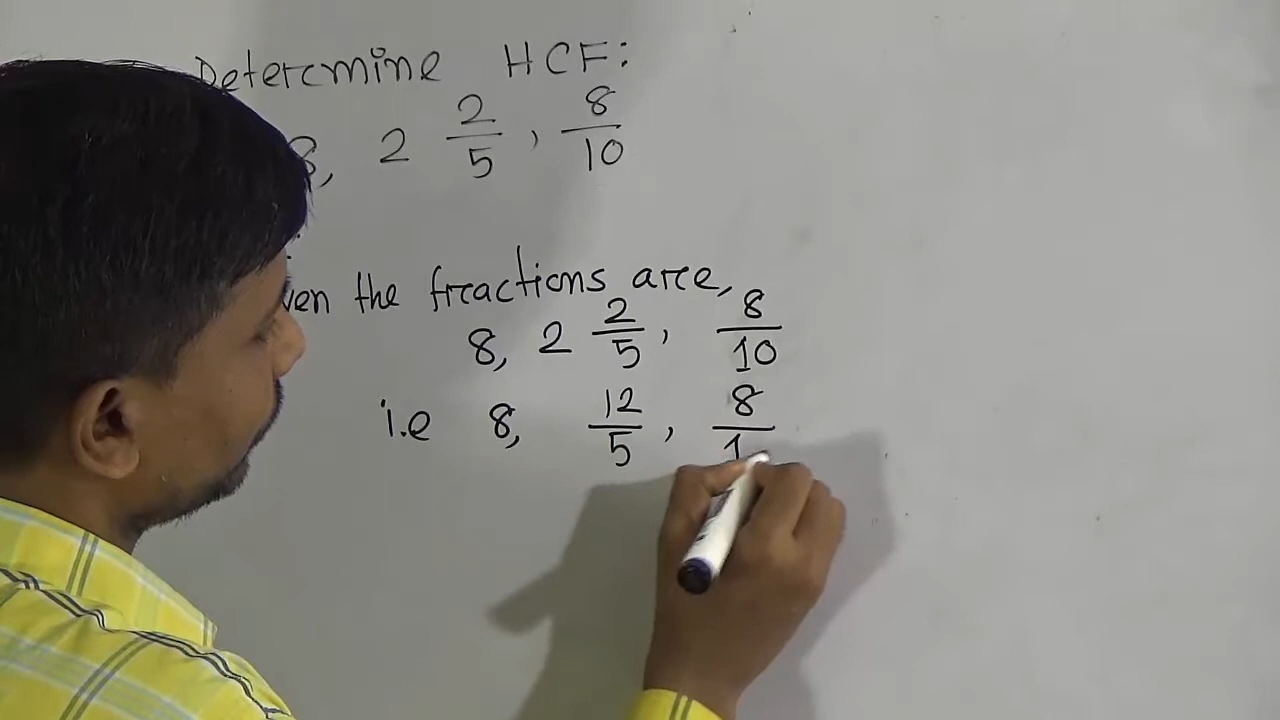 Determine HCF:
8, 2 2/5, 8/10
the fractions are,
8, 2 2/5, 8/10
i.e 8, 12/5, 8/1